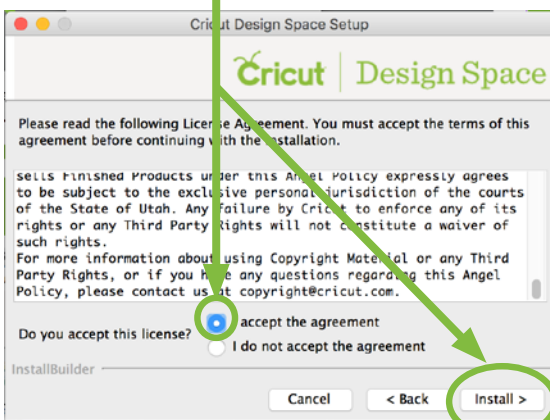 Cricut Design Space Setup
Cricut | Design Space
Please read the following License Agreement. You must accept the terms of this
agreement before continuing with the installation.
sells Finished Products under this Angel Policy expressly agrees
to be subject to the exclusive personal jurisdiction of the courts
of the State of Utah. Any failure by Cricut to enforce any of its
rights or any Third Party Rights will not constitute a waiver of
such rights.
For more information about using Copyright Material or any Third
Party Rights, or if you have any questions regarding this Angel
Policy, please contact us at copyright@cricut.com.
Do you accept this license?
I accept the agreement
I do not accept the agreement
InstallBuilder
Cancel
< Back
Install >